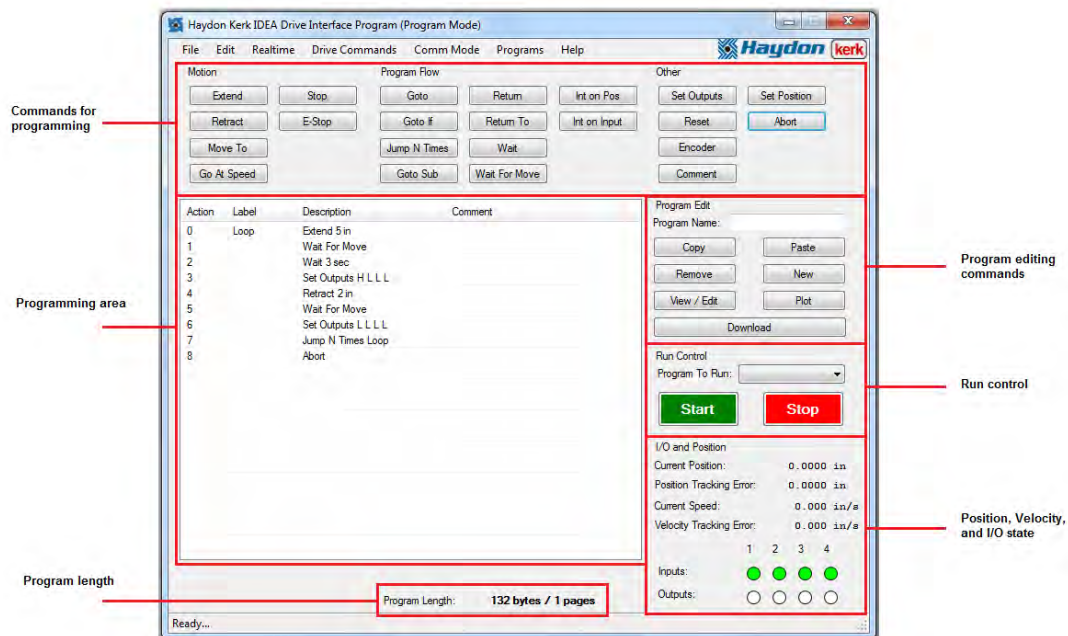 Haydon Kerk IDEA Drive Interface Program (Program Mode)
File Edit Realtime Drive Commands Comm Mode Programs Help
Haydon kerk
Motion Program Flow Other
Extend Stop Goto Return Int on Pos Set Outputs Set Position
Retract E-Stop Goto If Return To Int on Input Reset Abort
Move To Jump N Times Wait Encoder
Go At Speed Goto Sub Wait For Move Comment
Commands for
programming
Action Label Description Comment
0 Loop Extend 5 in
1 Wait For Move
2 Wait 3 sec
3 Set Outputs H L L L
4 Retract 2 in
5 Wait For Move
6 Set Outputs L L L L
7 Jump N Times Loop
8 Abort
Programming area
Program Edit
Program Name:
Copy Paste
Remove New
View / Edit Plot
Download
Program editing
commands
Run Control
Program To Run:
Start Stop
Run control
I/O and Position
Current Position: 0.0000 in
Position Tracking Error: 0.0000 in
Current Speed: 0.000 in/s
Velocity Tracking Error: 0.000 in/s
1 2 3 4
Inputs:
Outputs:
Position, Velocity,
and I/O state
Program length
Program Length: 132 bytes / 1 pages
Ready...